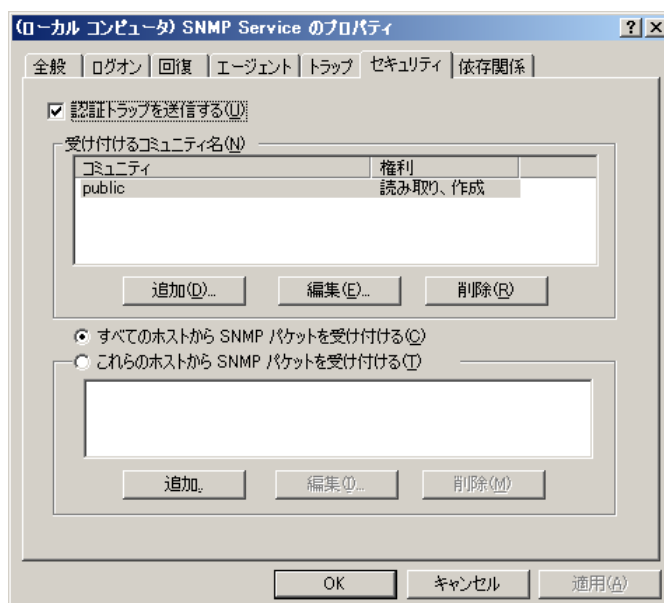 (ローカル コンピュータ) SNMP Service のプロパティ
全般 ログオン 回復 エージェント トラップ セキュリティ 依存関係
認証トラップを送信する(U)
受け付けるコミュニティ名(N)
コミュニティ 権利
public 読み取り、作成
追加(D)... 編集(E)... 削除(R)
すべてのホストから SNMP パケットを受け付ける(C)
これらのホストから SNMP パケットを受け付ける(T)
追加.. 編集(I)... 削除(M)
OK キャンセル 適用(A)